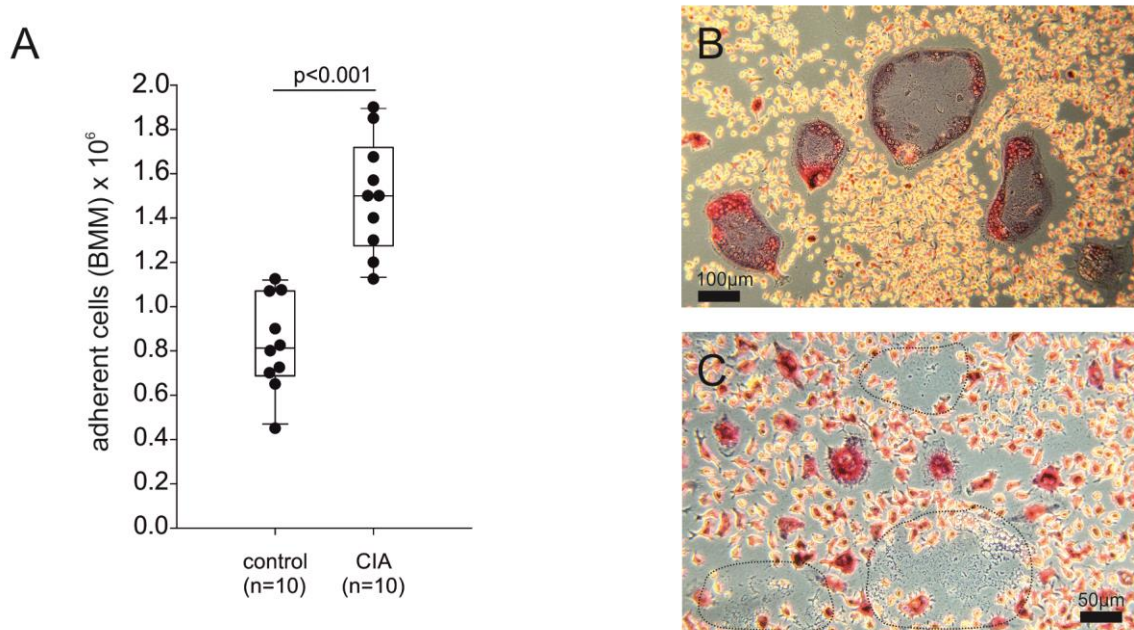 A
p<0.001
adherent cells (BMM) x 10⁶
2.0
1.8
1.6
1.4
1.2
1.0
0.8
0.6
0.4
0.2
0.0
control
(n=10)
CIA
(n=10)
B
100µm
C
50µm